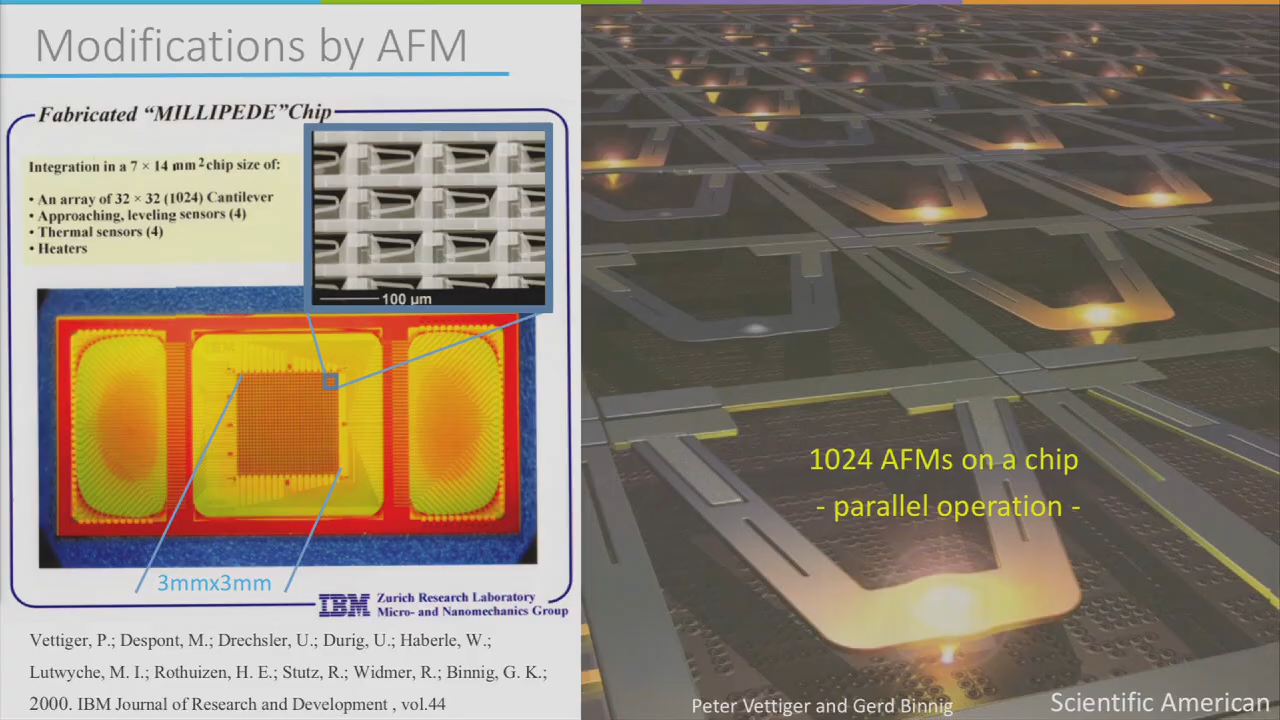 Modifications by AFM
Fabricated “MILLIPEDE”Chip
Integration in a 7 × 14 mm2 chip size of:
• An array of 32 × 32 (1024) Cantilever
• Approaching, leveling sensors (4)
• Thermal sensors (4)
• Heaters
100 µm
3mmx3mm
IBM Zurich Research Laboratory
Micro- and Nanomechanics Group
Vettiger, P.; Despont, M.; Drechsler, U.; Durig, U.; Haberle, W.;
Lutwyche, M. I.; Rothuizen, H. E.; Stutz, R.; Widmer, R.; Binnig, G. K.;
2000. IBM Journal of Research and Development , vol.44
1024 AFMs on a chip
- parallel operation -
Peter Vettiger and Gerd Binnig
Scientific American